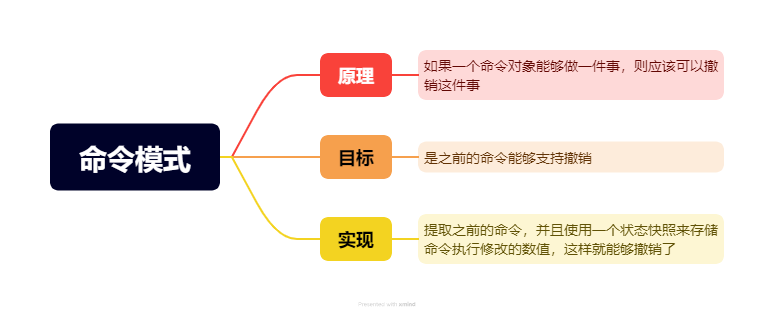 命令模式
原理
如果一个命令对象能够做一件事，则应该可以撤
销这件事
目标
是之前的命令能够支持撤销
实现
提取之前的命令，并且使用一个状态快照来存储
命令执行修改的数值，这样就能够撤销了
Presented with xmind